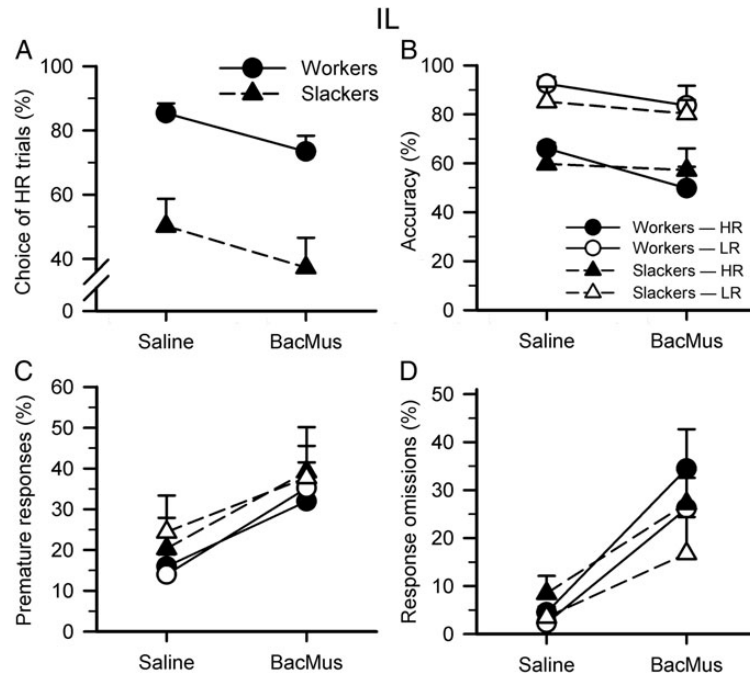 IL
A
Choice of HR trials (%)
100
80
60
40
0
Saline
BacMus
Workers
Slackers
B
Accuracy (%)
100
80
60
40
20
0
Saline
BacMus
Workers — HR
Workers — LR
Slackers — HR
Slackers — LR
C
Premature responses (%)
60
50
40
30
20
10
0
Saline
BacMus
D
Response omissions (%)
50
40
30
20
10
0
Saline
BacMus